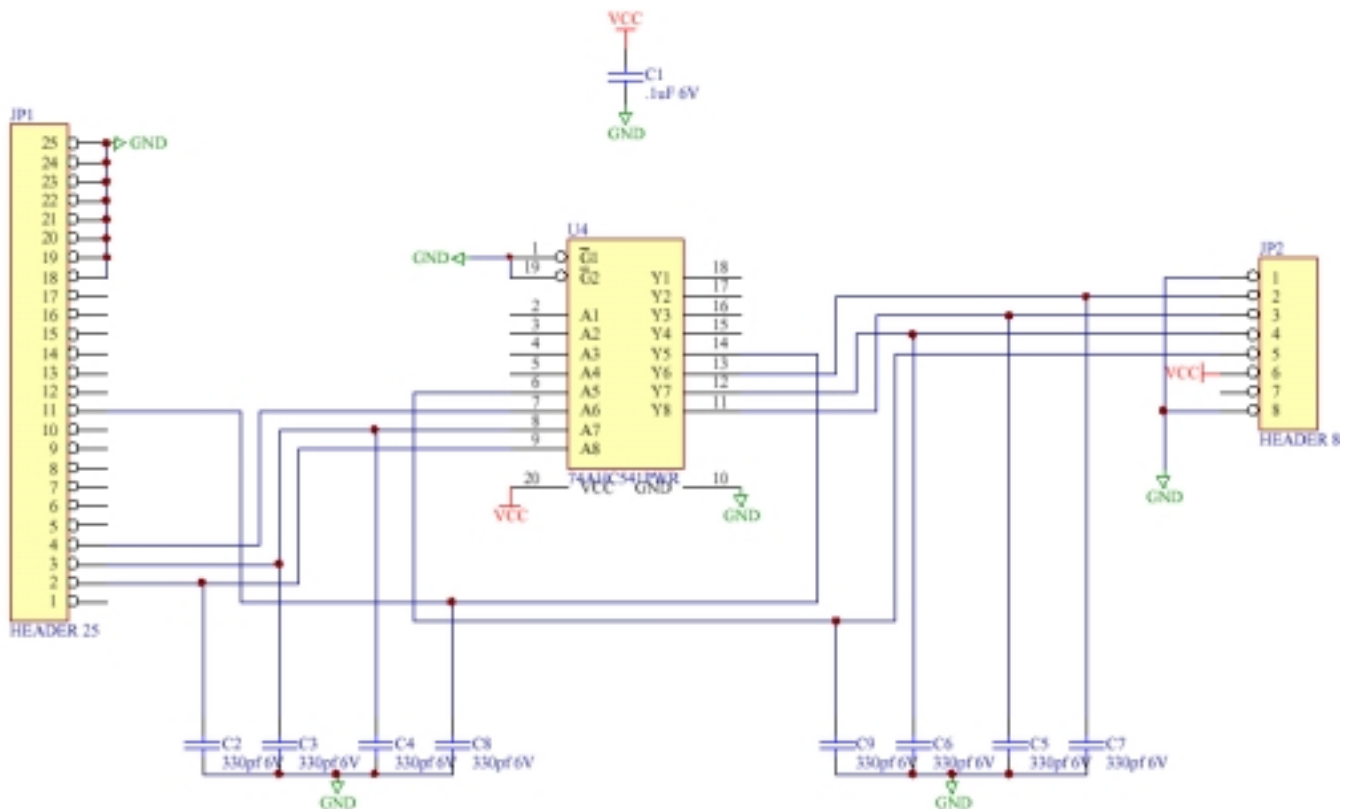 VCC
C1
.1uF 6V
GND
JP1
25
24
23
22
21
20
19
18
17
16
15
14
13
12
11
10
9
8
7
6
5
4
3
2
1
HEADER 25
GND
U4
GND
1 G1
19 G2
2 A1
3 A2
4 A3
5 A4
6 A5
7 A6
8 A7
9 A8
Y1 18
Y2 17
Y3 16
Y4 15
Y5 14
Y6 13
Y7 12
Y8 11
74AHC541PWR
20 VCC GND 10
VCC
GND
JP2
1
2
3
4
5
VCC 6
7
8
HEADER 8
GND
C2
330pf 6V
C3
330pf 6V
C4
330pf 6V
C8
330pf 6V
GND
C9
330pf 6V
C6
330pf 6V
C5
330pf 6V
C7
330pf 6V
GND